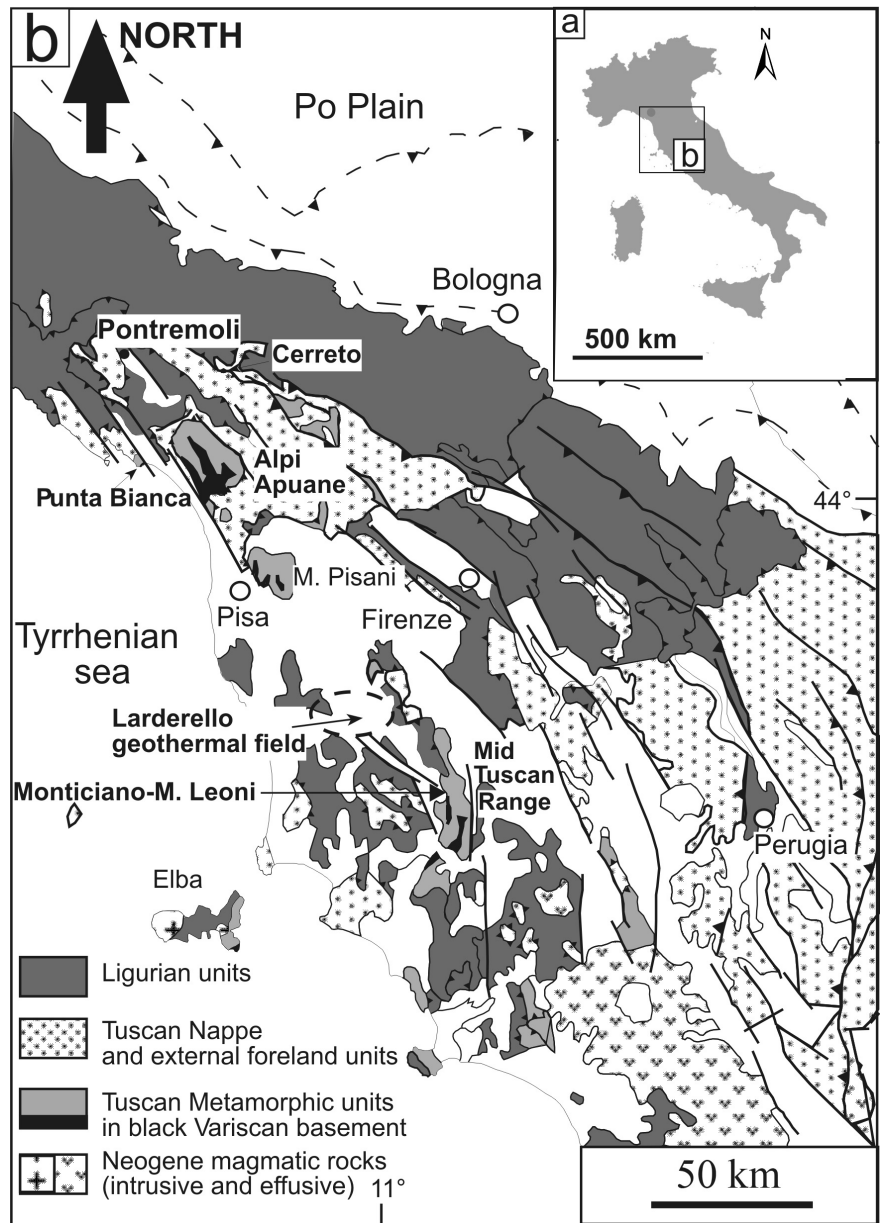 b
NORTH
a
N
Po Plain
b
Bologna
500 km
Pontremoli
Cerreto
Alpi
Apuane
Punta Bianca
44°
M. Pisani
Pisa
Firenze
Tyrrhenian
sea
Larderello
geothermal field
Mid
Tuscan
Range
Monticiano-M. Leoni
Perugia
Elba
Ligurian units
Tuscan Nappe
and external foreland units
Tuscan Metamorphic units
in black Variscan basement
Neogene magmatic rocks
(intrusive and effusive)
11°
50 km